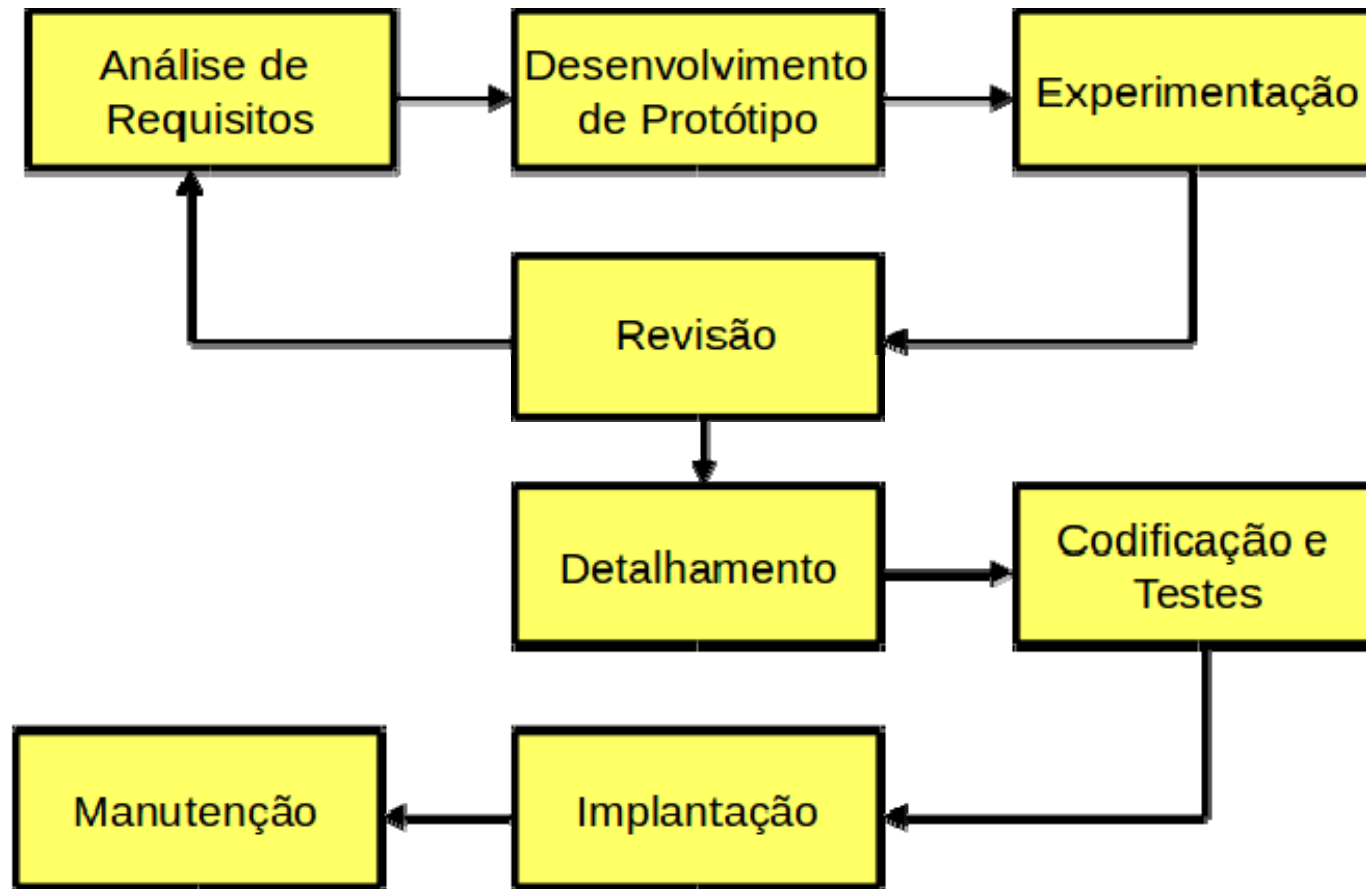 Análise de
Requisitos
Desenvolvimento
de Protótipo
Experimentação
Revisão
Detalhamento
Codificação e
Testes
Manutenção
Implantação